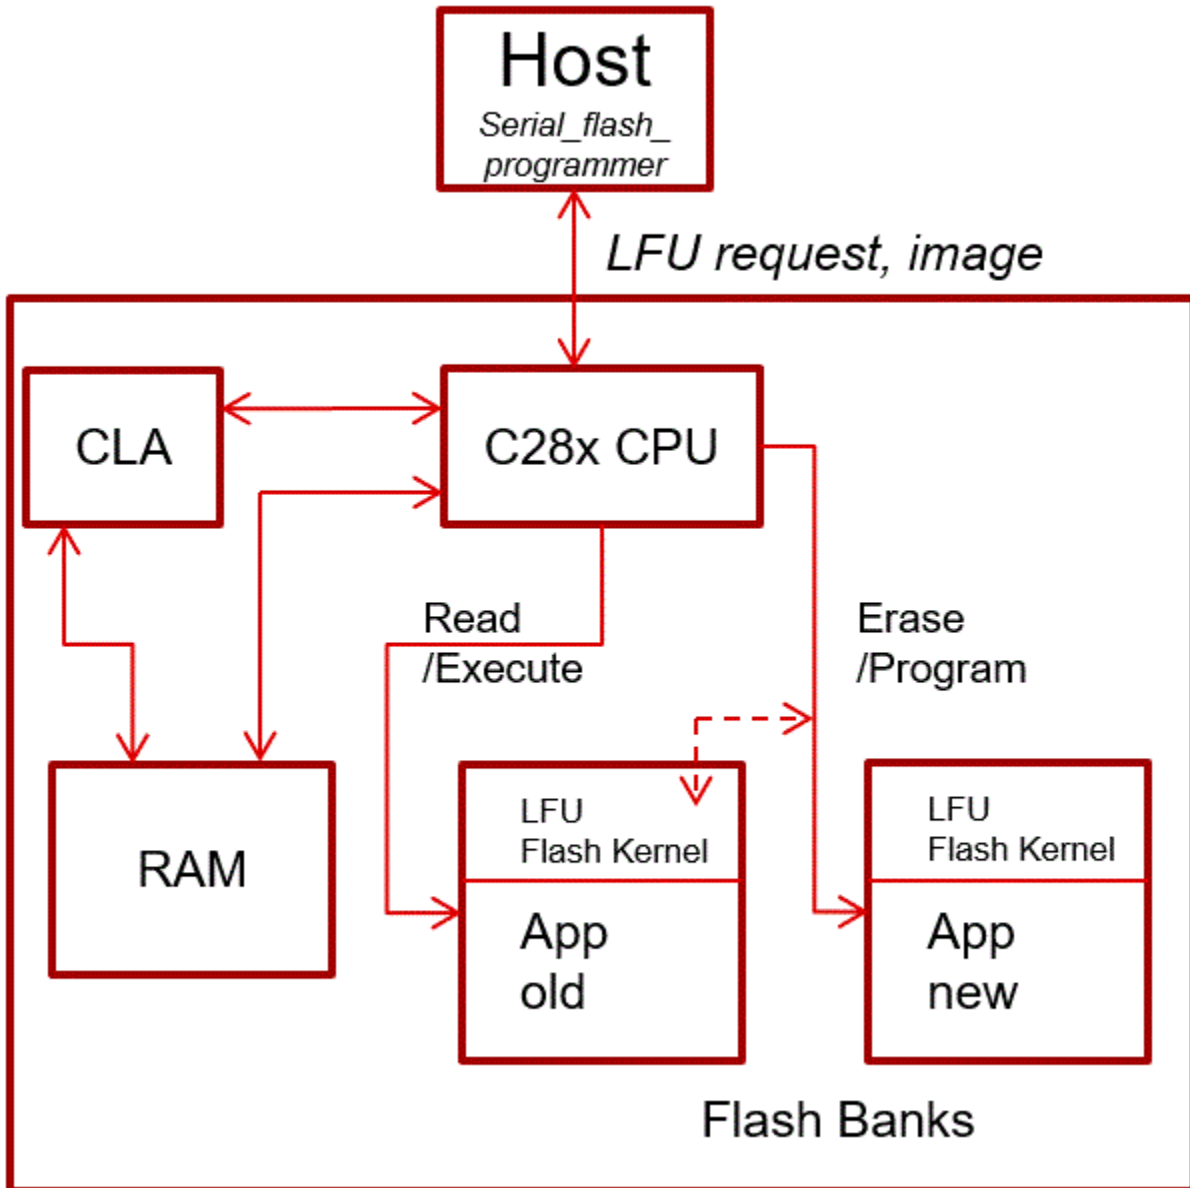 Host
Serial_flash_
programmer
LFU request, image
CLA
C28x CPU
Read
/Execute
Erase
/Program
RAM
LFU
Flash Kernel
App
old
LFU
Flash Kernel
App
new
Flash Banks